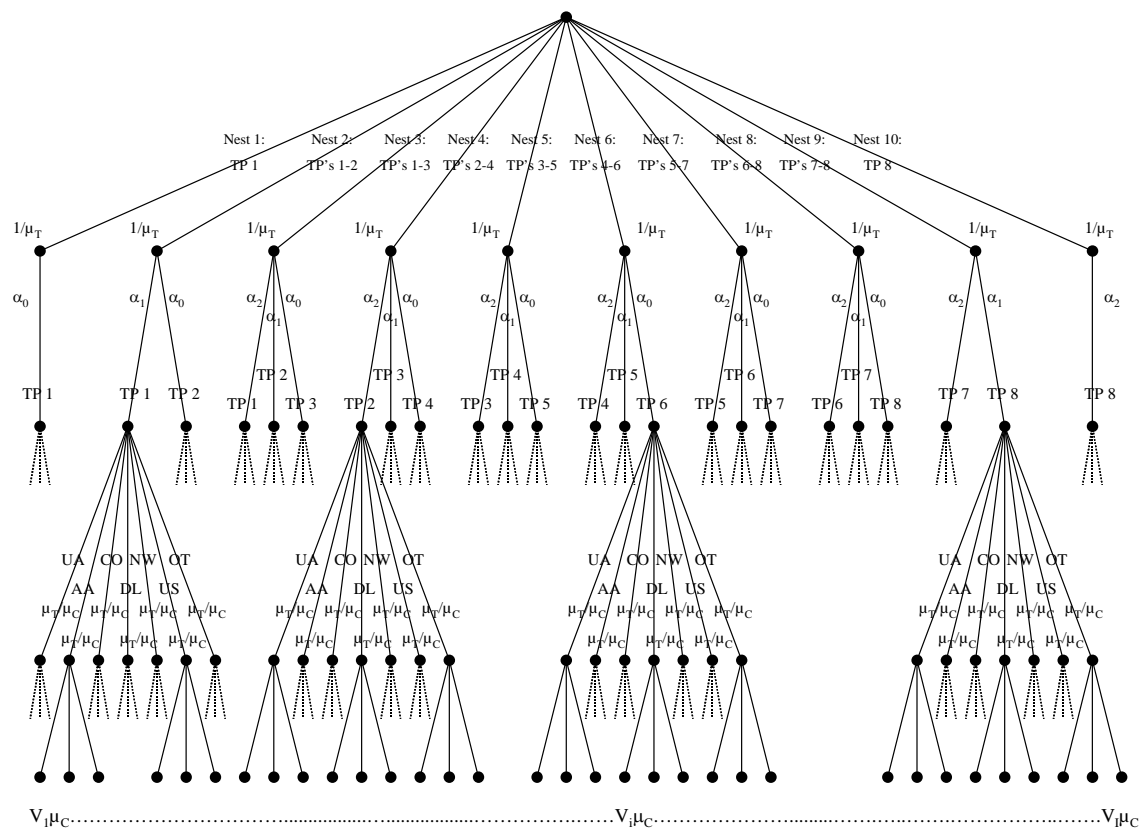 Nest 1: Nest 2: Nest 3: Nest 4: Nest 5: Nest 6: Nest 7: Nest 8: Nest 9: Nest 10:
TP 1 TP's 1-2 TP's 1-3 TP's 2-4 TP's 3-5 TP's 4-6 TP's 5-7 TP's 6-8 TP's 7-8 TP 8
1/μT 1/μT 1/μT 1/μT 1/μT 1/μT 1/μT 1/μT 1/μT 1/μT
α0 α1 α0 α2 α0 α2 α0 α2 α0 α2 α0 α2 α0 α2 α0 α2 α1 α2
α1 α1 α1 α1 α1 α1
TP 2 TP 3 TP 4 TP 5 TP 6 TP 7
TP 1 TP 1 TP 2 TP 7 TP 8 TP 8
TP 1 TP 3 TP 2 TP 4 TP 3 TP 5 TP 4 TP 6 TP 5 TP 7 TP 6 TP 8
UA CO NW OT UA CO NW OT UA CO NW OT UA CO NW OT
AA DL US AA DL US AA DL US AA DL US
μT/μC μT/μC μT/μC μT/μC μT/μC μT/μC μT/μC μT/μC μT/μC μT/μC μT/μC μT/μC μT/μC μT/μC μT/μC μT/μC
μT/μC μT/μC μT/μC μT/μC μT/μC μT/μC μT/μC μT/μC μT/μC μT/μC μT/μC μT/μC
V1μC……………………………......................................………………………ViμC……………………….........……….……….……………..………VIμC